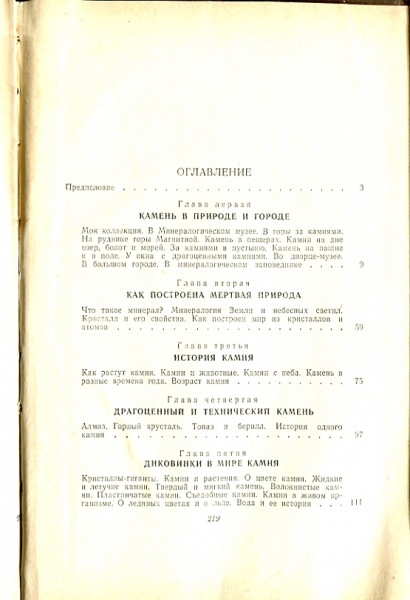 ОГЛАВЛЕНИЕ
Предисловие . . . . . . . . . . . . . . . . . . . . 3
Глава первая
КАМЕНЬ В ПРИРОДЕ И ГОРОДЕ
Моя коллекция. В Минералогическом музее. В горы за камнями.
На руднике горы Магнитной. Камень в пещерах. Камни на дне
озер, болот и морей. За камнями в пустыню. Камень на пашне
и в поле. У окна с драгоценными камнями. Во дворце-музее.
В большом городе. В минералогическом заповеднике . . . . 9
Глава вторая
КАК ПОСТРОЕНА МЕРТВАЯ ПРИРОДА
Что такое минерал? Минералогия Земли и небесных светил.
Кристалл и его свойства. Как построен мир из кристаллов и
атомов . . . . . . . . . . . . . . . . . . . . 59
Глава третья
ИСТОРИЯ КАМНЯ
Как растут камни. Камни и животные. Камни с неба. Камень в
разные времена года. Возраст камня . . . . . . . . . . 75
Глава четвертая
ДРАГОЦЕННЫЙ И ТЕХНИЧЕСКИЙ КАМЕНЬ
Алмаз. Горный хрусталь. Топаз и берилл. История одного
камня . . . . . . . . . . . . . . . . . . . . 97
Глава пятая
ДИКОВИНКИ В МИРЕ КАМНЯ
Кристаллы-гиганты. Камни и растения. О цвете камня. Жидкие
и летучие камни. Твердый и мягкий камень. Волокнистые кам-
ни. Пластинчатые камни. Съедобные камни. Камни в живом ор-
ганизме. О ледяных цветах и о льде. Вода и ее история . . . 111
219